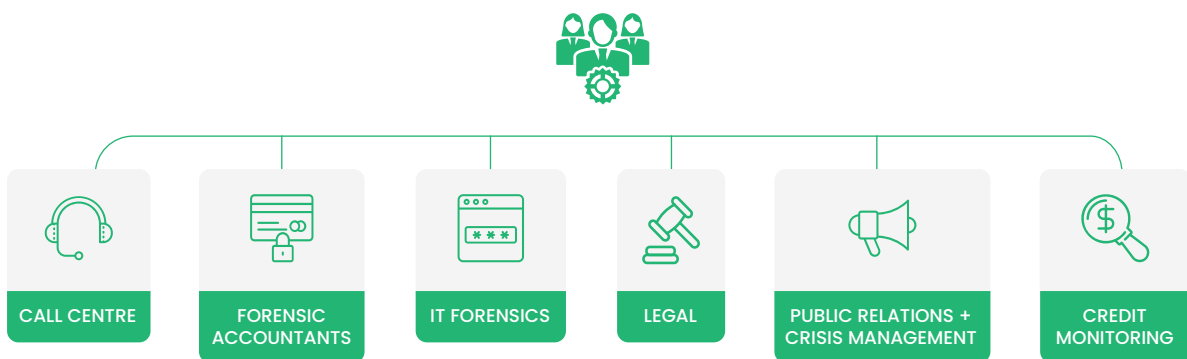 CALL CENTRE
FORENSIC
ACCOUNTANTS
IT FORENSICS
LEGAL
PUBLIC RELATIONS +
CRISIS MANAGEMENT
CREDIT
MONITORING